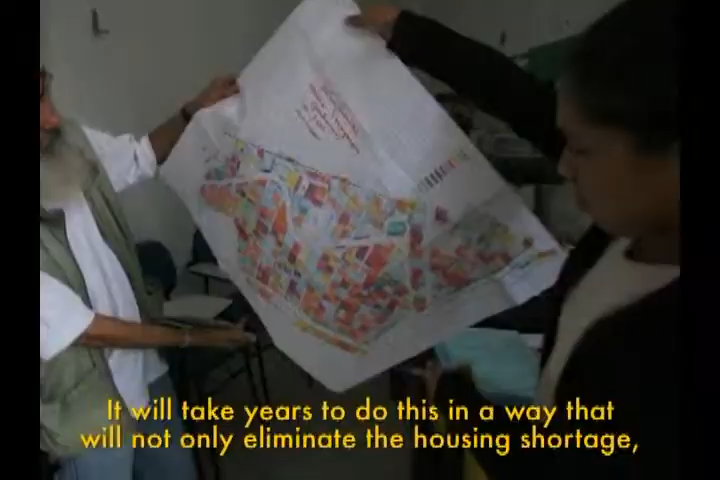 It will take years to do this in a way that
will not only eliminate the housing shortage,